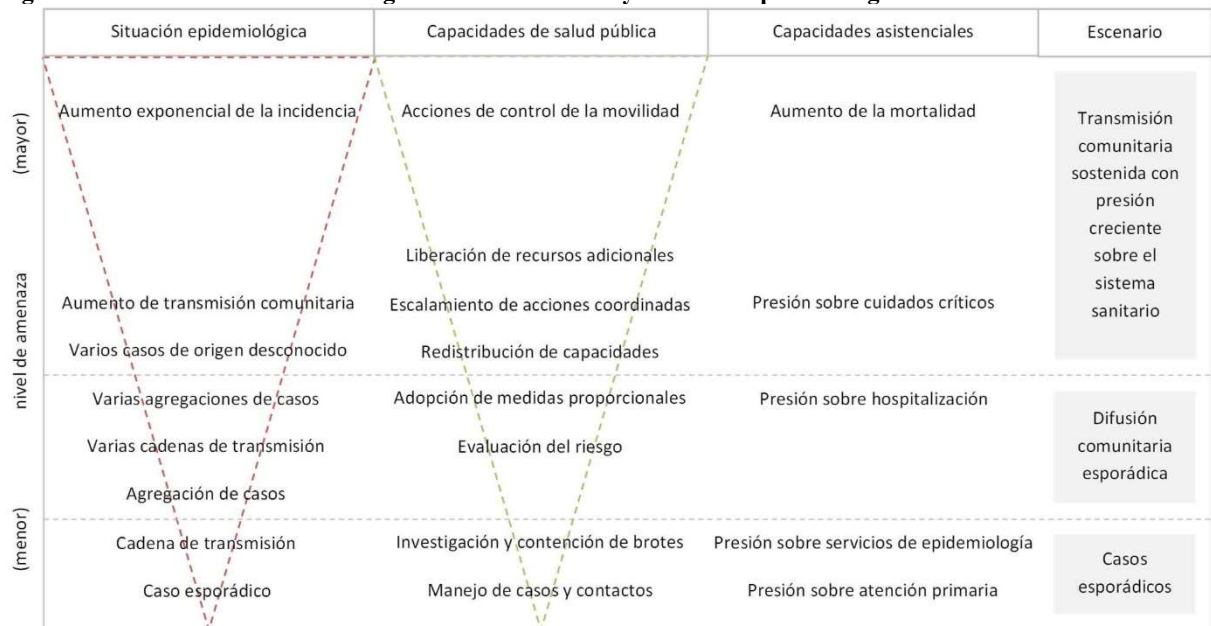 Situación epidemiológica Capacidades de salud pública Capacidades asistenciales Escenario
Aumento exponencial de la incidencia Acciones de control de la movilidad Aumento de la mortalidad
(mayor)
Transmisión
comunitaria
sostenida con
presión
creciente
sobre el
sistema
sanitario
Liberación de recursos adicionales
Aumento de transmisión comunitaria Escalamiento de acciones coordinadas Presión sobre cuidados críticos
Varios casos de origen desconocido Redistribución de capacidades
nivel de amenaza
Varias agregaciones de casos Adopción de medidas proporcionales Presión sobre hospitalización
Varias cadenas de transmisión Evaluación del riesgo
Agregación de casos
Difusión
comunitaria
esporádica
(menor)
Cadena de transmisión Investigación y contención de brotes Presión sobre servicios de epidemiología
Caso esporádico Manejo de casos y contactos Presión sobre atención primaria
Casos
esporádicos